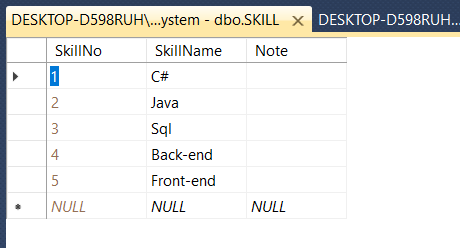 DESKTOP-D598RUH\...ystem - dbo.SKILL DESKTOP-D598RUH...
SkillNo SkillName Note
1 C#
2 Java
3 Sql
4 Back-end
5 Front-end
NULL NULL NULL